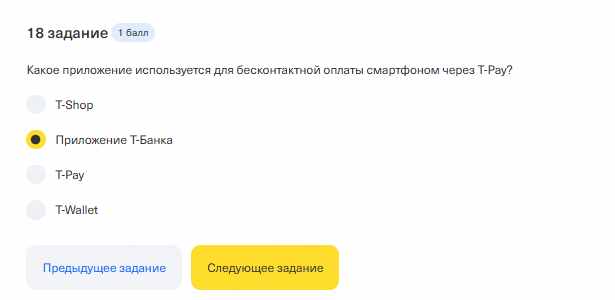 18 задание 1 балл
Какое приложение используется для бесконтактной оплаты смартфоном через T-Pay?
T-Shop
Приложение Т-Банка
T-Pay
T-Wallet
Предыдущее задание Следующее задание